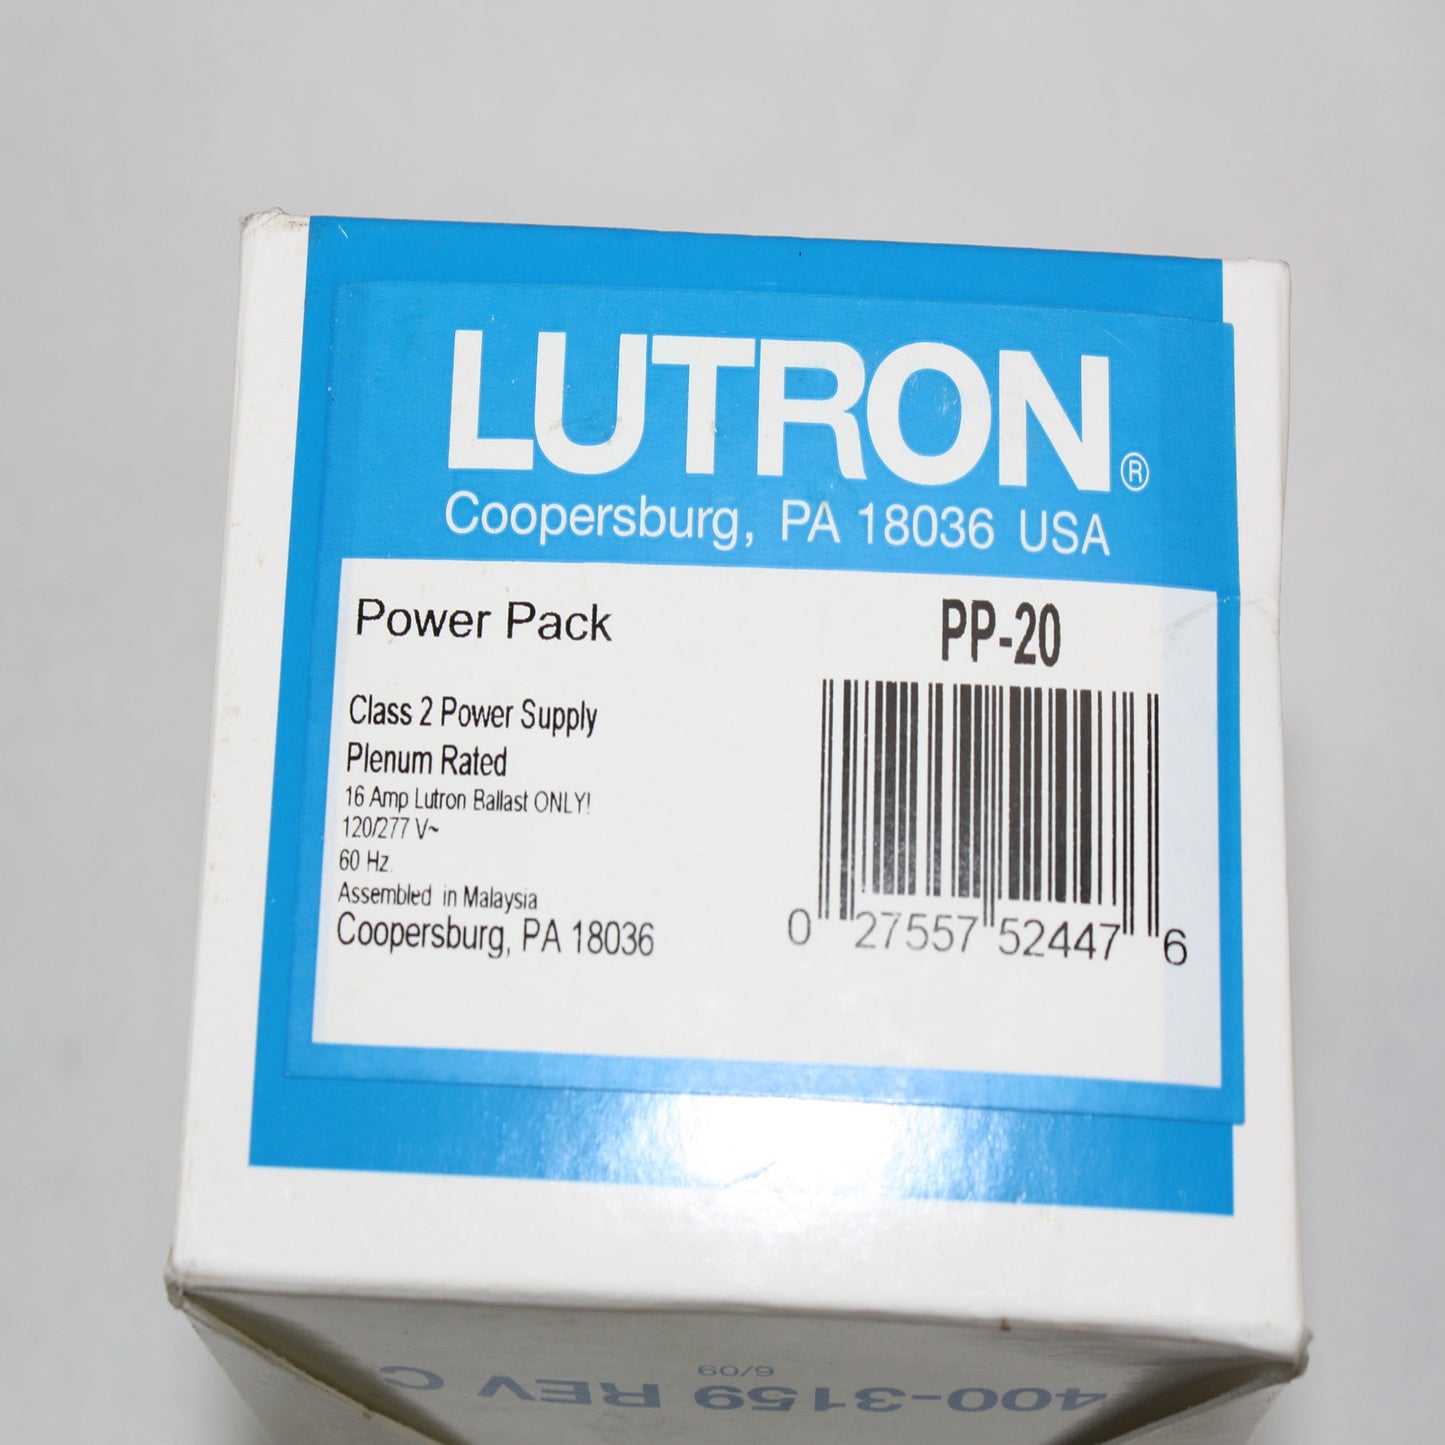 LUTRON®
Coopersburg, PA 18036 USA
Power Pack
PP-20
Class 2 Power Supply
Plenum Rated
16 Amp Lutron Ballast ONLY!
120/277 V~
60 Hz.
Assembled in Malaysia
Coopersburg, PA 18036
0 27557 52447 6
400-3159 REV C
6/09